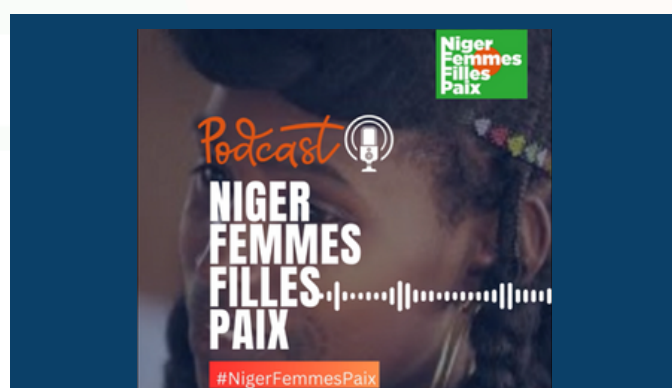 Niger
Femmes
Filles
Paix
Podcast
NIGER
FEMMES
FILLES
PAIX
#NigerFemmesPaix